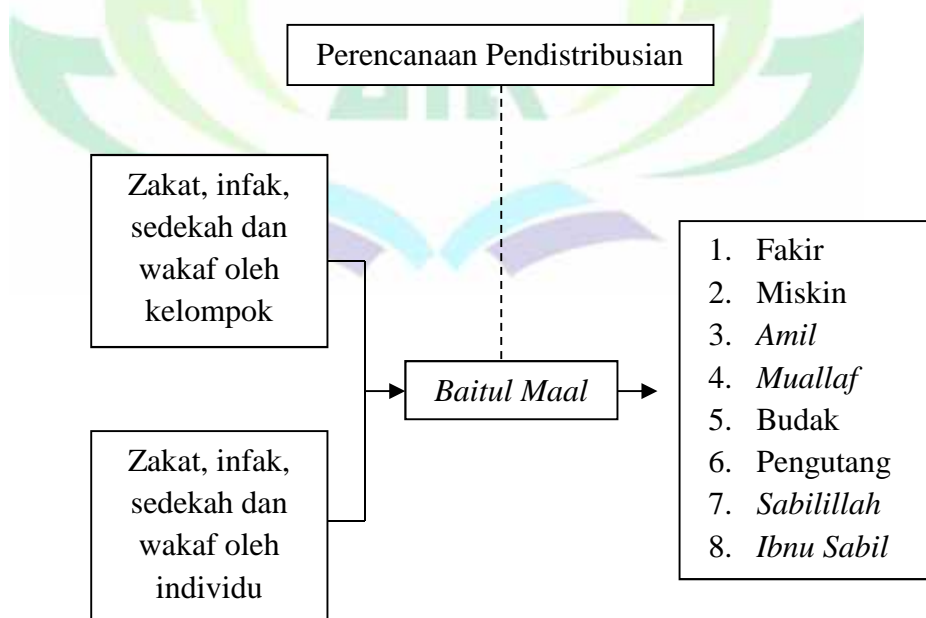 Perencanaan Pendistribusian
Zakat, infak,
sedekah dan
wakaf oleh
kelompok
Zakat, infak,
sedekah dan
wakaf oleh
individu
Baitul Maal
1. Fakir
2. Miskin
3. Amil
4. Muallaf
5. Budak
6. Pengutang
7. Sabilillah
8. Ibnu Sabil